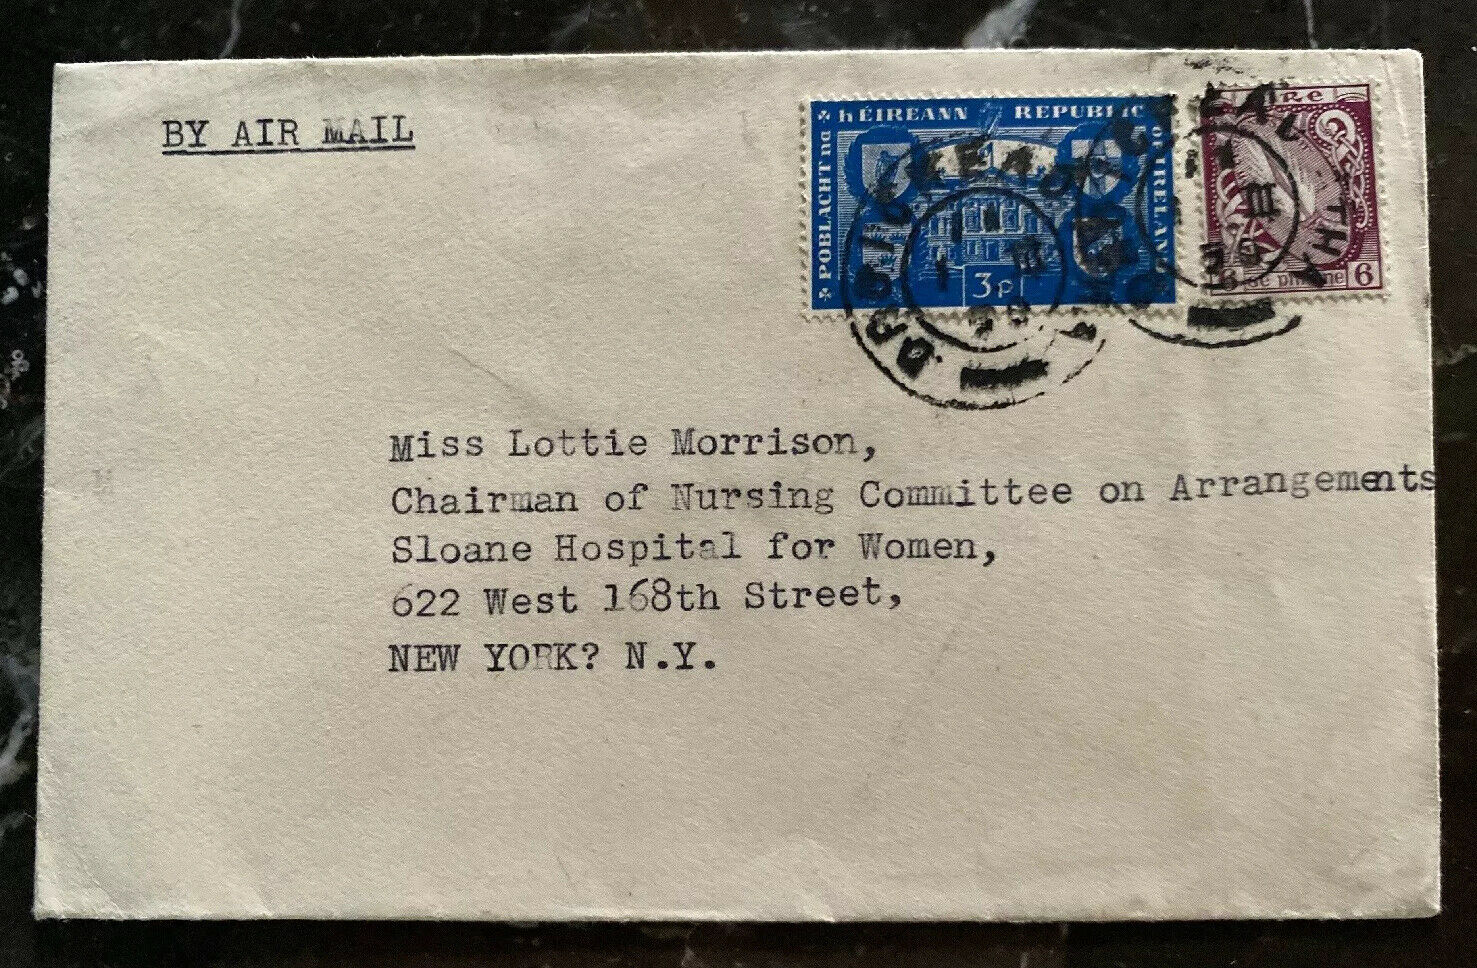 BY AIR MAIL
POBLACHT na hÉIREANN REPUBLIC OF IRELAND
3p
6 6
Miss Lottie Morrison,
Chairman of Nursing Committee on Arrangements
Sloane Hospital for Women,
622 West 168th Street,
NEW YORK? N.Y.